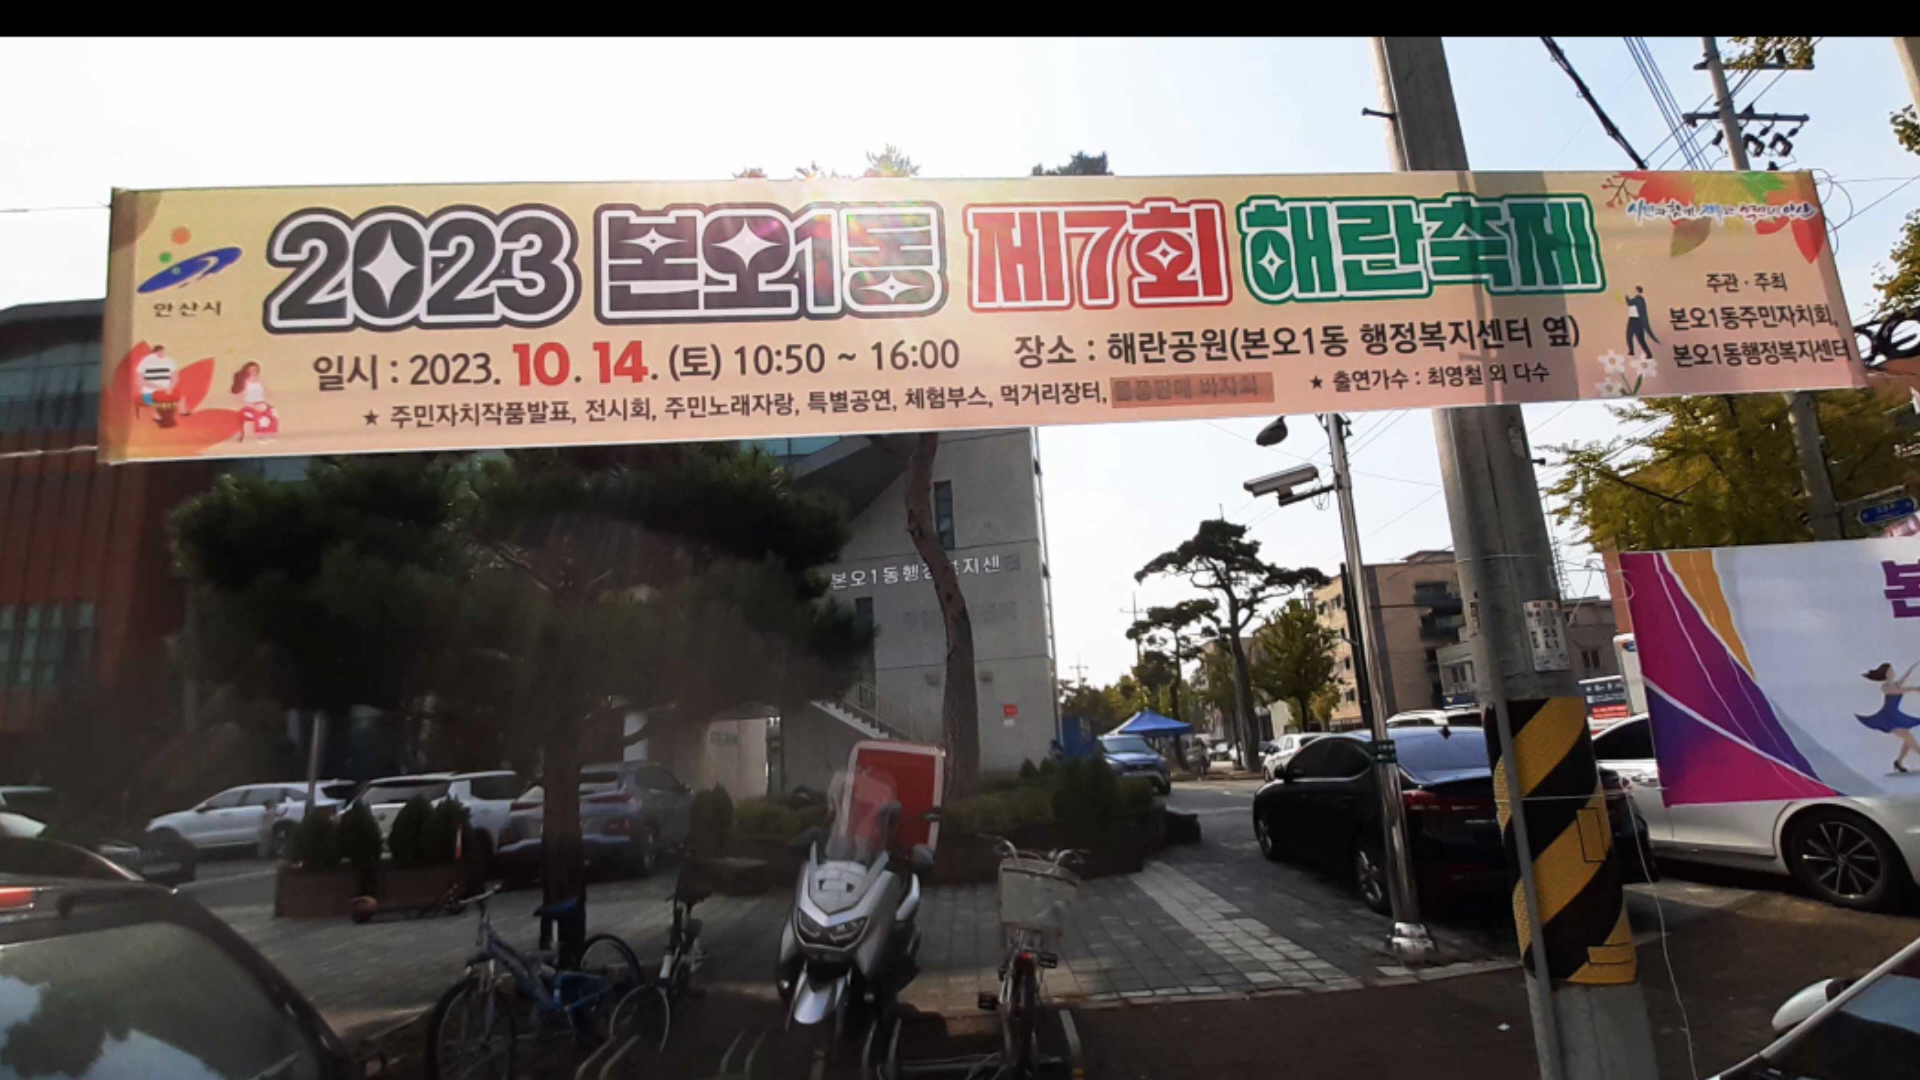 안산시
2023 본오1동 제7회 해란축제
일시 : 2023. 10. 14. (토) 10:50 ~ 16:00
장소 : 해란공원(본오1동 행정복지센터 옆)
★ 주민자치작품발표, 전시회, 주민노래자랑, 특별공연, 체험부스, 먹거리장터,
★ 출연가수 : 최영철 외 다수
주관 · 주최
본오1동주민자치회,
본오1동행정복지센터
본오1동행정복지센
본